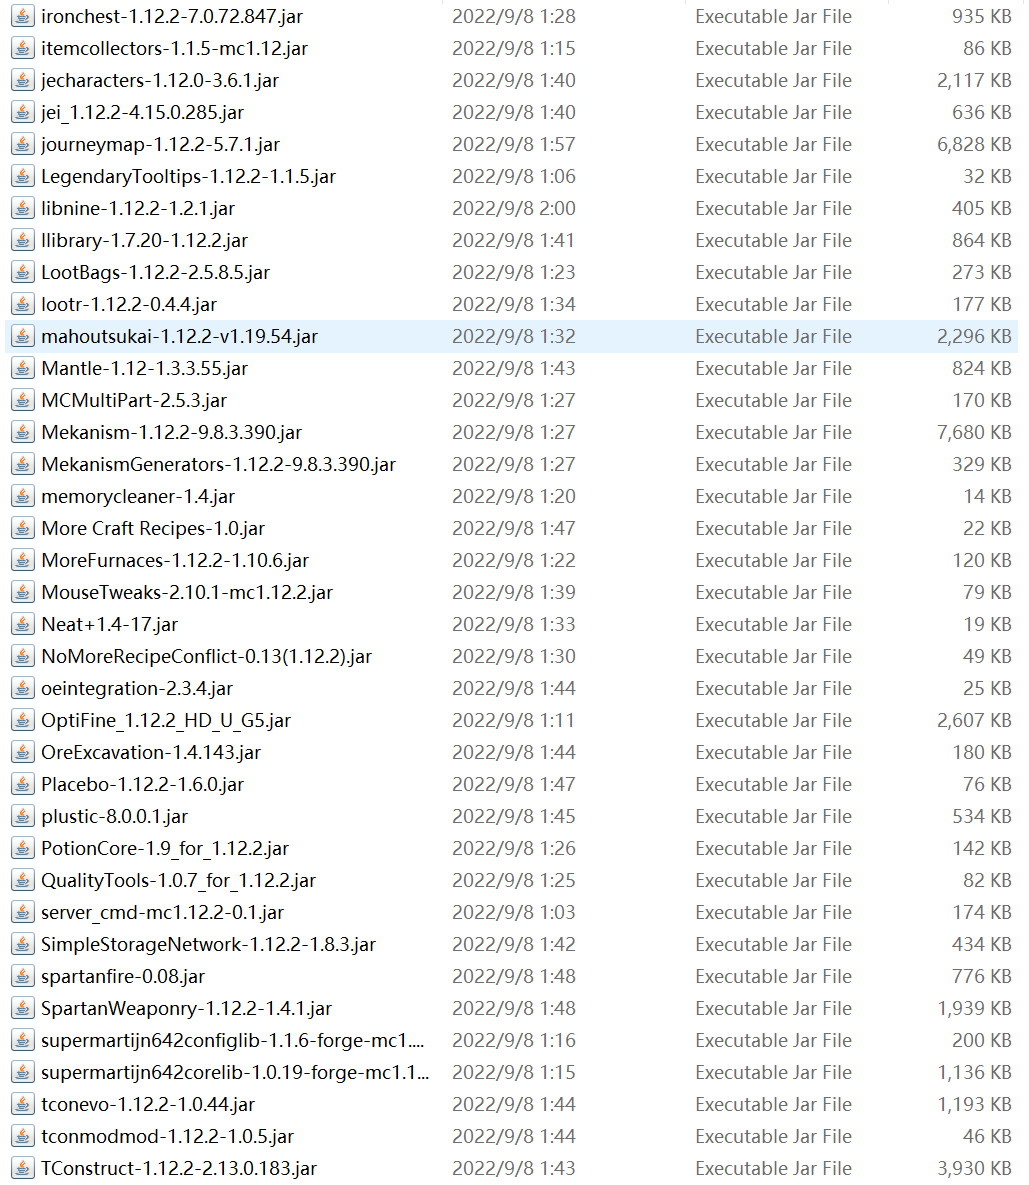 ironchest-1.12.2-7.0.72.847.jar 2022/9/8 1:28 Executable Jar File 935 KB
itemcollectors-1.1.5-mc1.12.jar 2022/9/8 1:15 Executable Jar File 86 KB
jecharacters-1.12.0-3.6.1.jar 2022/9/8 1:40 Executable Jar File 2,117 KB
jei_1.12.2-4.15.0.285.jar 2022/9/8 1:40 Executable Jar File 636 KB
journeymap-1.12.2-5.7.1.jar 2022/9/8 1:57 Executable Jar File 6,828 KB
LegendaryTooltips-1.12.2-1.1.5.jar 2022/9/8 1:06 Executable Jar File 32 KB
libnine-1.12.2-1.2.1.jar 2022/9/8 2:00 Executable Jar File 405 KB
llibrary-1.7.20-1.12.2.jar 2022/9/8 1:41 Executable Jar File 864 KB
LootBags-1.12.2-2.5.8.5.jar 2022/9/8 1:23 Executable Jar File 273 KB
lootr-1.12.2-0.4.4.jar 2022/9/8 1:34 Executable Jar File 177 KB
mahoutsukai-1.12.2-v1.19.54.jar 2022/9/8 1:32 Executable Jar File 2,296 KB
Mantle-1.12-1.3.3.55.jar 2022/9/8 1:43 Executable Jar File 824 KB
MCMultiPart-2.5.3.jar 2022/9/8 1:27 Executable Jar File 170 KB
Mekanism-1.12.2-9.8.3.390.jar 2022/9/8 1:27 Executable Jar File 7,680 KB
MekanismGenerators-1.12.2-9.8.3.390.jar 2022/9/8 1:27 Executable Jar File 329 KB
memorycleaner-1.4.jar 2022/9/8 1:20 Executable Jar File 14 KB
More Craft Recipes-1.0.jar 2022/9/8 1:47 Executable Jar File 22 KB
MoreFurnaces-1.12.2-1.10.6.jar 2022/9/8 1:22 Executable Jar File 120 KB
MouseTweaks-2.10.1-mc1.12.2.jar 2022/9/8 1:39 Executable Jar File 79 KB
Neat+1.4-17.jar 2022/9/8 1:33 Executable Jar File 19 KB
NoMoreRecipeConflict-0.13(1.12.2).jar 2022/9/8 1:30 Executable Jar File 49 KB
oeintegration-2.3.4.jar 2022/9/8 1:44 Executable Jar File 25 KB
OptiFine_1.12.2_HD_U_G5.jar 2022/9/8 1:11 Executable Jar File 2,607 KB
OreExcavation-1.4.143.jar 2022/9/8 1:44 Executable Jar File 180 KB
Placebo-1.12.2-1.6.0.jar 2022/9/8 1:47 Executable Jar File 76 KB
plustic-8.0.0.1.jar 2022/9/8 1:45 Executable Jar File 534 KB
PotionCore-1.9_for_1.12.2.jar 2022/9/8 1:26 Executable Jar File 142 KB
QualityTools-1.0.7_for_1.12.2.jar 2022/9/8 1:25 Executable Jar File 82 KB
server_cmd-mc1.12.2-0.1.jar 2022/9/8 1:03 Executable Jar File 174 KB
SimpleStorageNetwork-1.12.2-1.8.3.jar 2022/9/8 1:42 Executable Jar File 434 KB
spartanfire-0.08.jar 2022/9/8 1:48 Executable Jar File 776 KB
SpartanWeaponry-1.12.2-1.4.1.jar 2022/9/8 1:48 Executable Jar File 1,939 KB
supermartijn642configlib-1.1.6-forge-mc1.... 2022/9/8 1:16 Executable Jar File 200 KB
supermartijn642corelib-1.0.19-forge-mc1.1... 2022/9/8 1:15 Executable Jar File 1,136 KB
tconevo-1.12.2-1.0.44.jar 2022/9/8 1:44 Executable Jar File 1,193 KB
tconmodmod-1.12.2-1.0.5.jar 2022/9/8 1:44 Executable Jar File 46 KB
TConstruct-1.12.2-2.13.0.183.jar 2022/9/8 1:43 Executable Jar File 3,930 KB